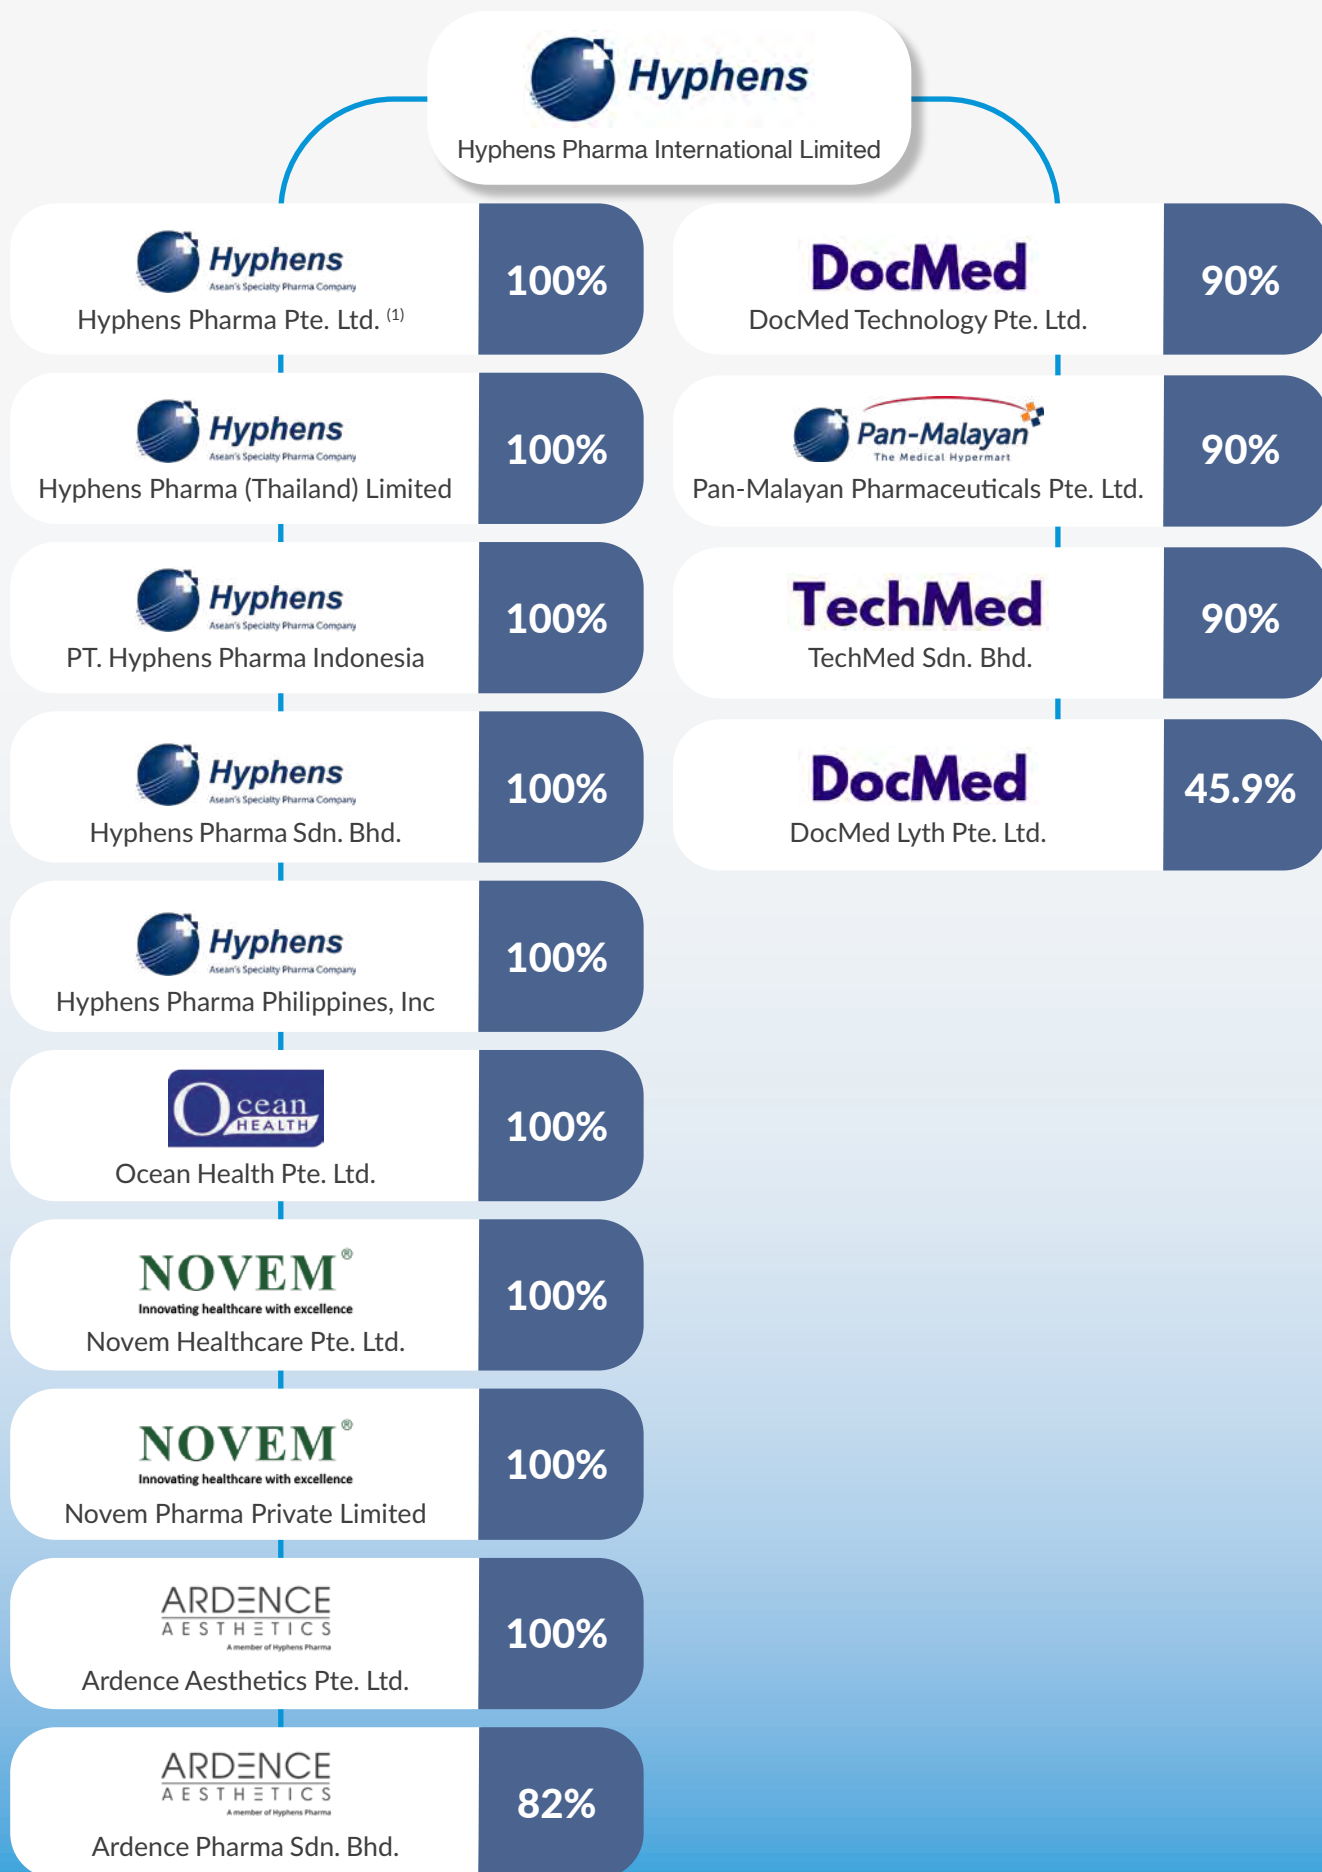 Hyphens
Hyphens Pharma International Limited
Hyphens
Asean's Specialty Pharma Company
Hyphens Pharma Pte. Ltd. (1)
100%
Hyphens
Asean's Specialty Pharma Company
Hyphens Pharma (Thailand) Limited
100%
Hyphens
Asean's Specialty Pharma Company
PT. Hyphens Pharma Indonesia
100%
Hyphens
Asean's Specialty Pharma Company
Hyphens Pharma Sdn. Bhd.
100%
Hyphens
Asean's Specialty Pharma Company
Hyphens Pharma Philippines, Inc
100%
Ocean
HEALTH
Ocean Health Pte. Ltd.
100%
NOVEM®
Innovating healthcare with excellence
Novem Healthcare Pte. Ltd.
100%
NOVEM®
Innovating healthcare with excellence
Novem Pharma Private Limited
100%
ARDENCE
AESTHETICS
A member of Hyphens Pharma
Ardence Aesthetics Pte. Ltd.
100%
ARDENCE
AESTHETICS
A member of Hyphens Pharma
Ardence Pharma Sdn. Bhd.
82%
DocMed
DocMed Technology Pte. Ltd.
90%
Pan-Malayan
The Medical Hypermart
Pan-Malayan Pharmaceuticals Pte. Ltd.
90%
TechMed
TechMed Sdn. Bhd.
90%
DocMed
DocMed Lyth Pte. Ltd.
45.9%